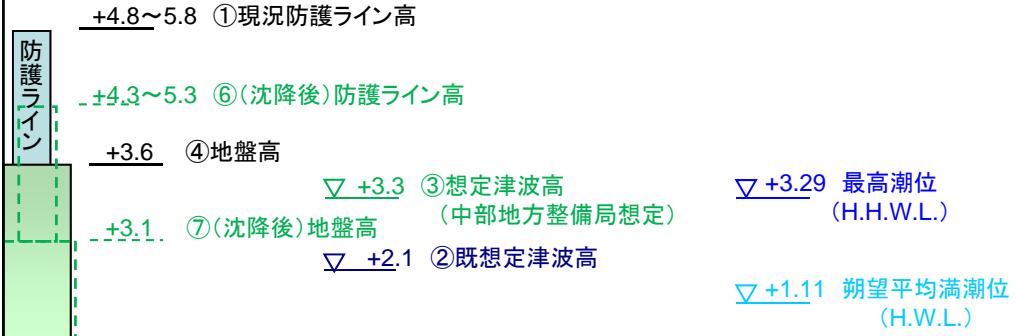 +4.8～5.8 ①現況防護ライン高
防護ライン
+4.3～5.3 ⑥(沈降後)防護ライン高
+3.6 ④地盤高
▽ +3.3 ③想定津波高
(中部地方整備局想定)
▽ +3.29 最高潮位
(H.H.W.L.)
+3.1 ⑦(沈降後)地盤高
▽ +2.1 ②既想定津波高
▽ +1.11 朔望平均満潮位
(H.W.L.)